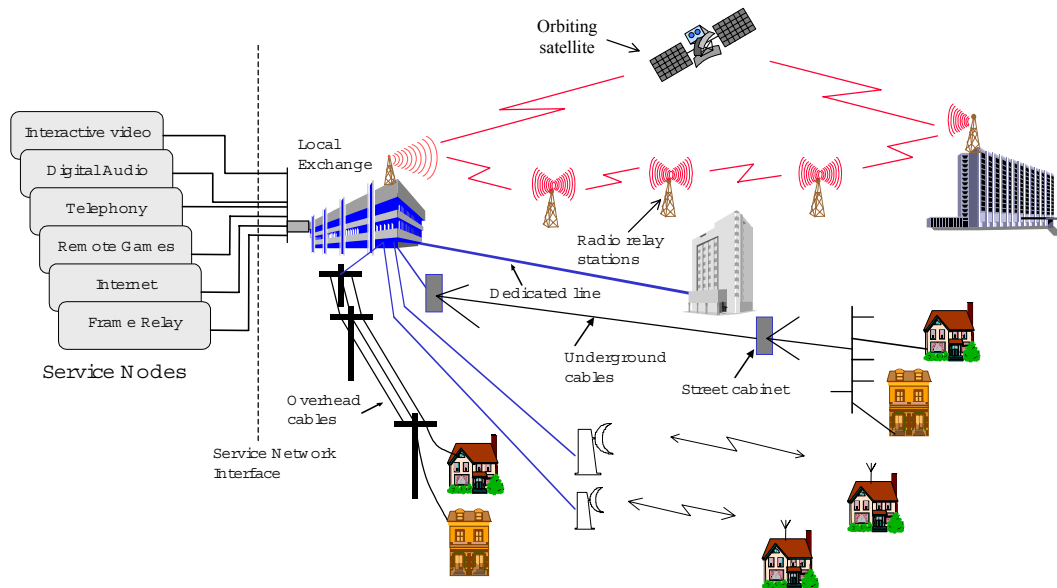 Orbiting
satellite
Interactive video
Digital Audio
Telephony
Remote Games
Internet
Frame Relay
Service Nodes
Local
Exchange
Radio relay
stations
Dedicated line
Underground
cables
Street cabinet
Overhead
cables
Service Network
Interface